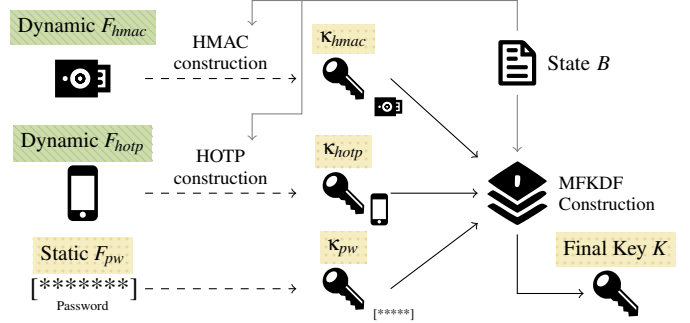 Dynamic F_hmac
HMAC
construction
κ_hmac
State B
Dynamic F_hotp
HOTP
construction
κ_hotp
MFKDF
Construction
Static F_pw
[*******]
Password
κ_pw
[*****]
Final Key K